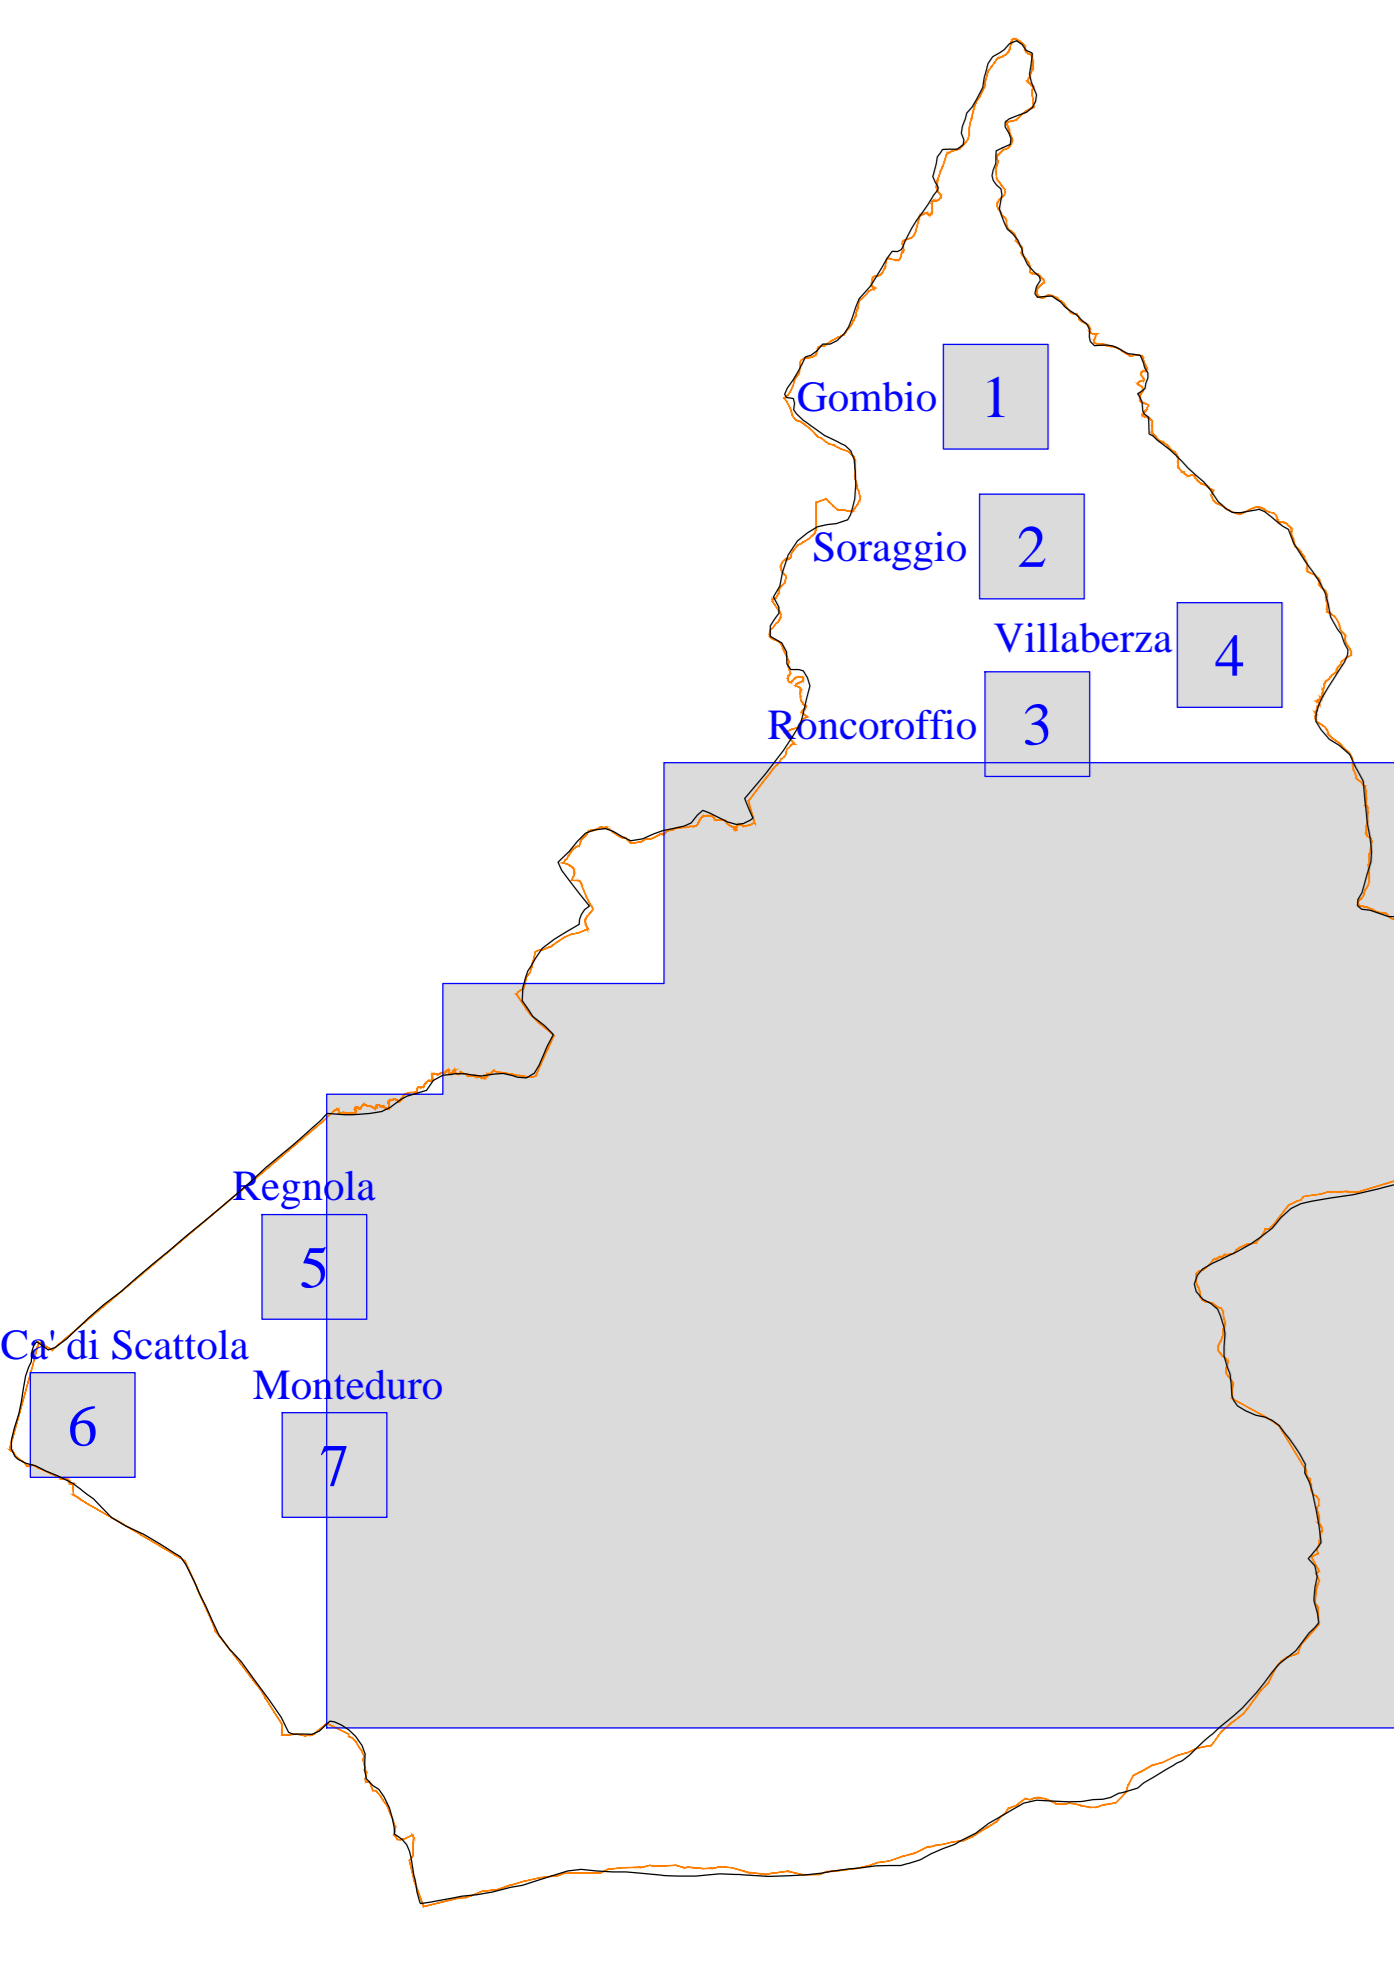 Gombio 1
Soraggio 2
Villaberza 4
Roncoroffio 3
Regnola
5
Ca' di Scattola
Monteduro
6
7